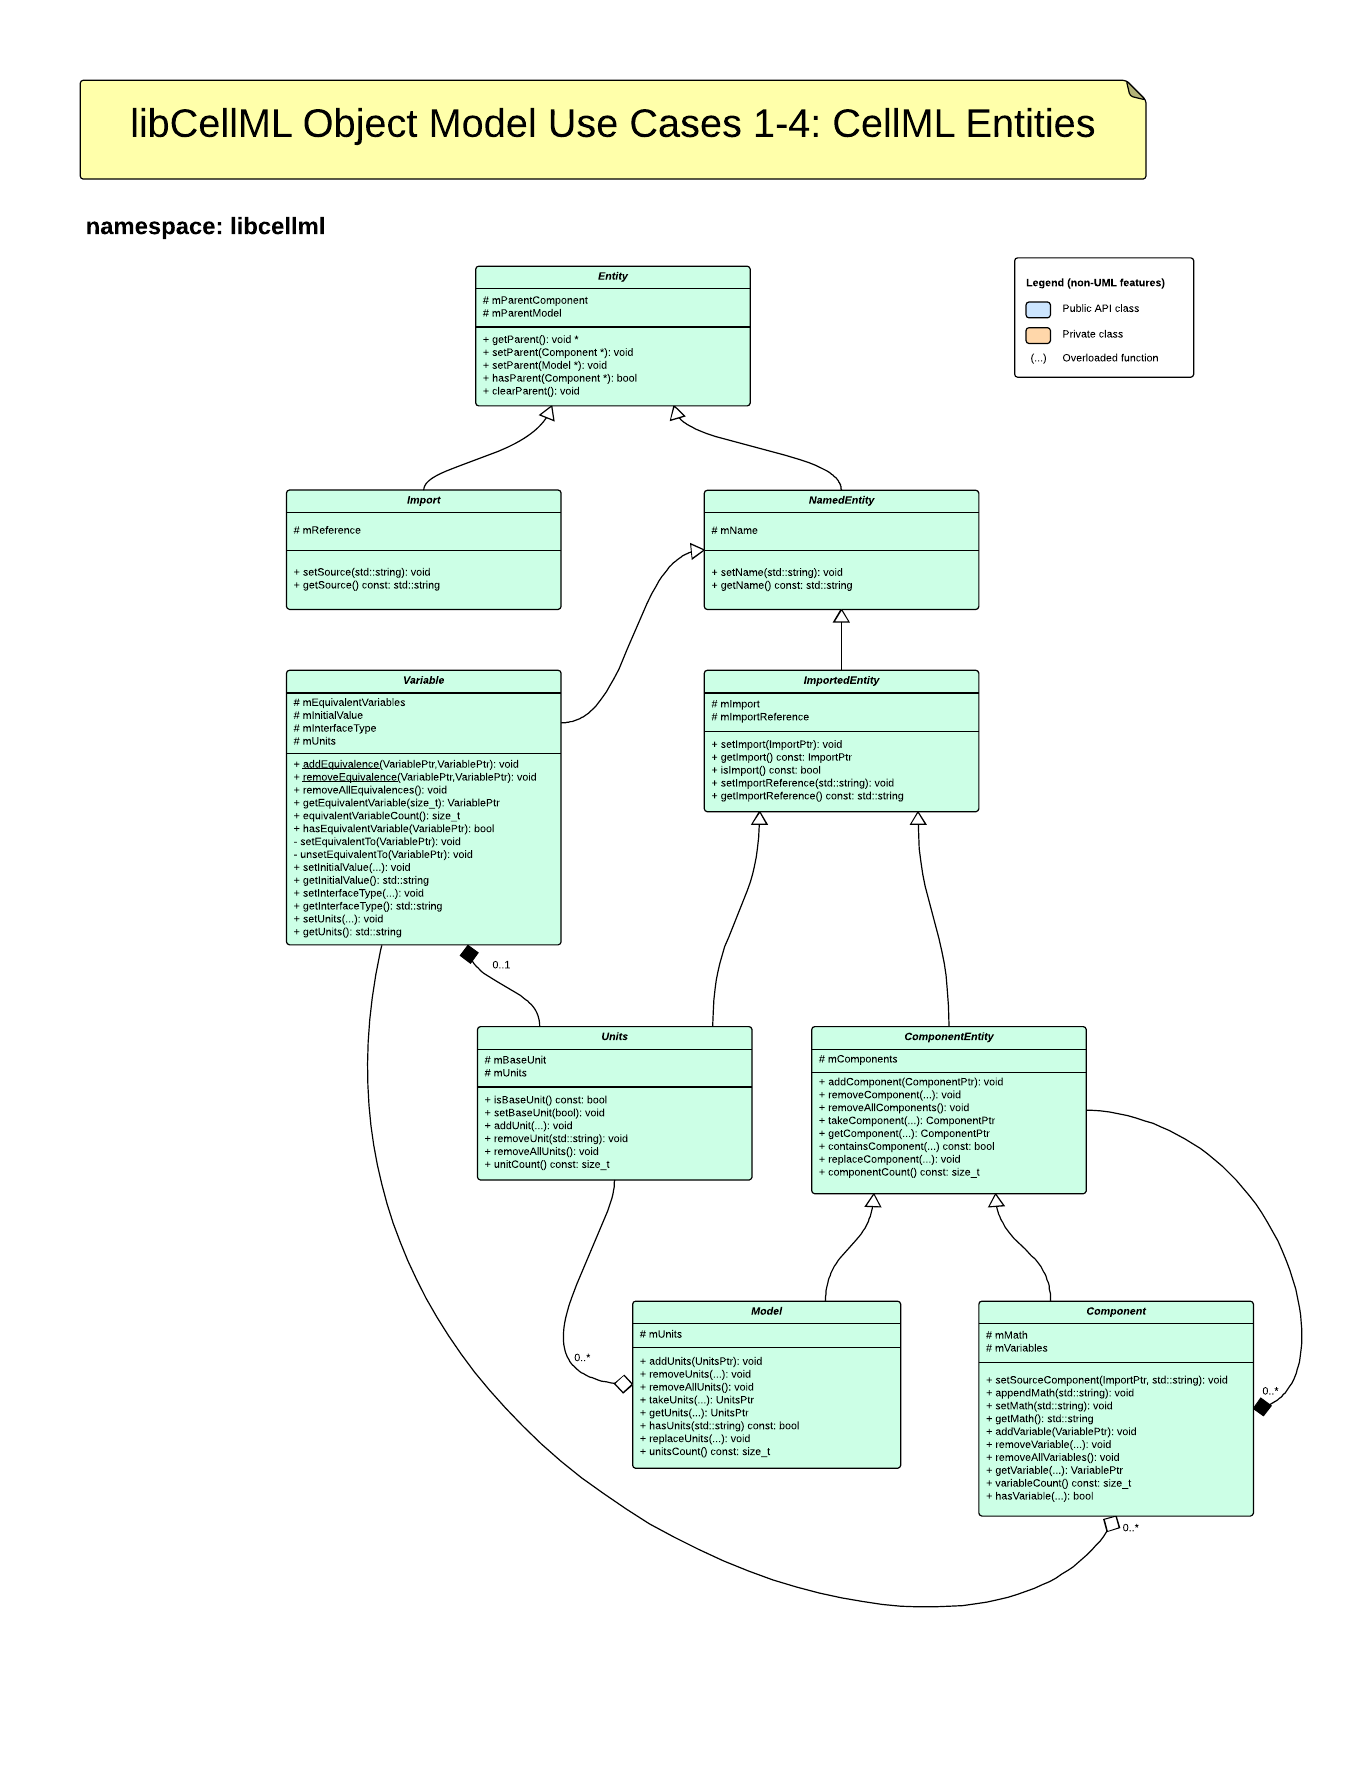 libCellML Object Model Use Cases 1-4: CellML Entities
namespace: libcellml
Legend (non-UML features)
Public API class
Private class
(...) Overloaded function
Entity
# mParentComponent
# mParentModel
+ getParent(): void *
+ setParent(Component *): void
+ setParent(Model *): void
+ hasParent(Component *): bool
+ clearParent(): void
Import
# mReference
+ setSource(std::string): void
+ getSource() const: std::string
NamedEntity
# mName
+ setName(std::string): void
+ getName() const: std::string
Variable
# mEquivalentVariables
# mInitialValue
# mInterfaceType
# mUnits
+ addEquivalence(VariablePtr,VariablePtr): void
+ removeEquivalence(VariablePtr,VariablePtr): void
+ removeAllEquivalences(): void
+ getEquivalentVariable(size_t): VariablePtr
+ equivalentVariableCount(): size_t
+ hasEquivalentVariable(VariablePtr): bool
- setEquivalentTo(VariablePtr): void
- unsetEquivalentTo(VariablePtr): void
+ setInitialValue(...): void
+ getInitialValue(): std::string
+ setInterfaceType(...): void
+ getInterfaceType(): std::string
+ setUnits(...): void
+ getUnits(): std::string
ImportedEntity
# mImport
# mImportReference
+ setImport(ImportPtr): void
+ getImport() const: ImportPtr
+ isImport() const: bool
+ setImportReference(std::string): void
+ getImportReference() const: std::string
0..1
Units
# mBaseUnit
# mUnits
+ isBaseUnit() const: bool
+ setBaseUnit(bool): void
+ addUnit(...): void
+ removeUnit(std::string): void
+ removeAllUnits(): void
+ unitCount() const: size_t
ComponentEntity
# mComponents
+ addComponent(ComponentPtr): void
+ removeComponent(...): void
+ removeAllComponents(): void
+ takeComponent(...): ComponentPtr
+ getComponent(...): ComponentPtr
+ containsComponent(...) const: bool
+ replaceComponent(...): void
+ componentCount() const: size_t
0..*
Model
# mUnits
+ addUnits(UnitsPtr): void
+ removeUnits(...): void
+ removeAllUnits(): void
+ takeUnits(...): UnitsPtr
+ getUnits(...): UnitsPtr
+ hasUnits(std::string) const: bool
+ replaceUnits(...): void
+ unitsCount() const: size_t
Component
# mMath
# mVariables
+ setSourceComponent(ImportPtr, std::string): void
+ appendMath(std::string): void
+ setMath(std::string): void
+ getMath(): std::string
+ addVariable(VariablePtr): void
+ removeVariable(...): void
+ removeAllVariables(): void
+ getVariable(...): VariablePtr
+ variableCount() const: size_t
+ hasVariable(...): bool
0..*
0..*